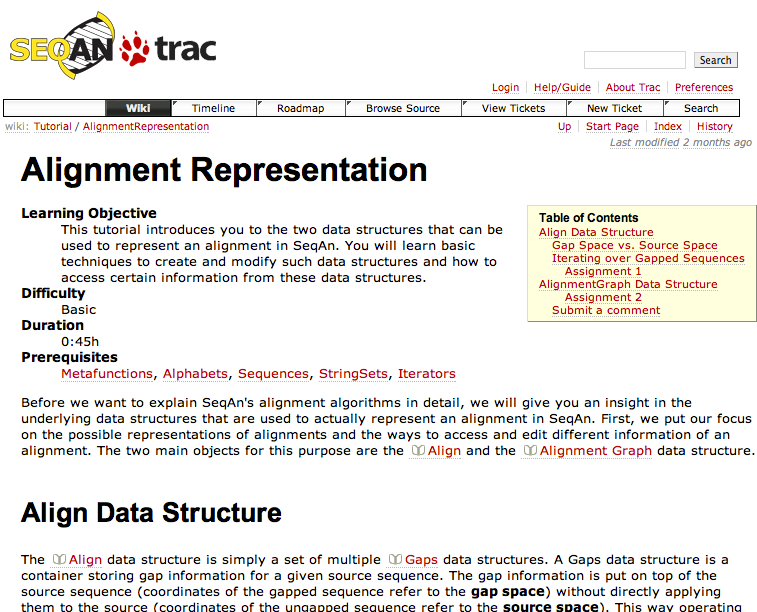 SEQAN trac
Search
Login Help/Guide About Trac Preferences
Wiki Timeline Roadmap Browse Source View Tickets New Ticket Search
wiki: Tutorial / AlignmentRepresentation
Up Start Page Index History
Last modified 2 months ago
Alignment Representation
Learning Objective
This tutorial introduces you to the two data structures that can be
used to represent an alignment in SeqAn. You will learn basic
techniques to create and modify such data structures and how to
access certain information from these data structures.
Difficulty
Basic
Duration
0:45h
Prerequisites
Metafunctions, Alphabets, Sequences, StringSets, Iterators
Table of Contents
Align Data Structure
Gap Space vs. Source Space
Iterating over Gapped Sequences
Assignment 1
AlignmentGraph Data Structure
Assignment 2
Submit a comment
Before we want to explain SeqAn's alignment algorithms in detail, we will give you an insight in the
underlying data structures that are used to actually represent an alignment in SeqAn. First, we put our focus
on the possible representations of alignments and the ways to access and edit different information of an
alignment. The two main objects for this purpose are the Align and the Alignment Graph data structure.
Align Data Structure
The Align data structure is simply a set of multiple Gaps data structures. A Gaps data structure is a
container storing gap information for a given source sequence. The gap information is put on top of the
source sequence (coordinates of the gapped sequence refer to the gap space) without directly applying
them to the source (coordinates of the ungapped sequence refer to the source space). This way operating